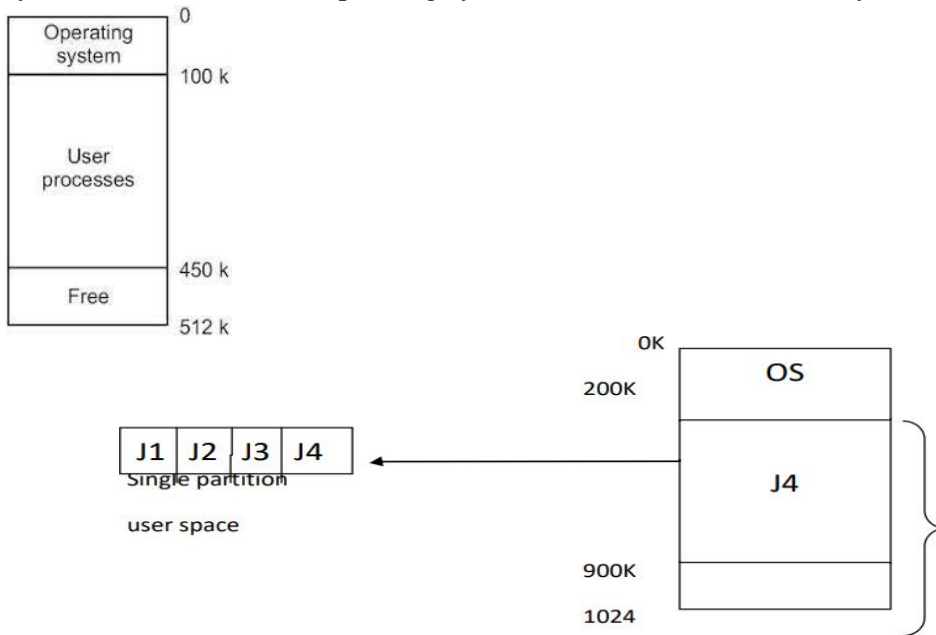 0
Operating
system
100 k
User
processes
450 k
Free
512 k
0K
OS
200K
J1 J2 J3 J4
J4
Single partition
user space
900K
1024